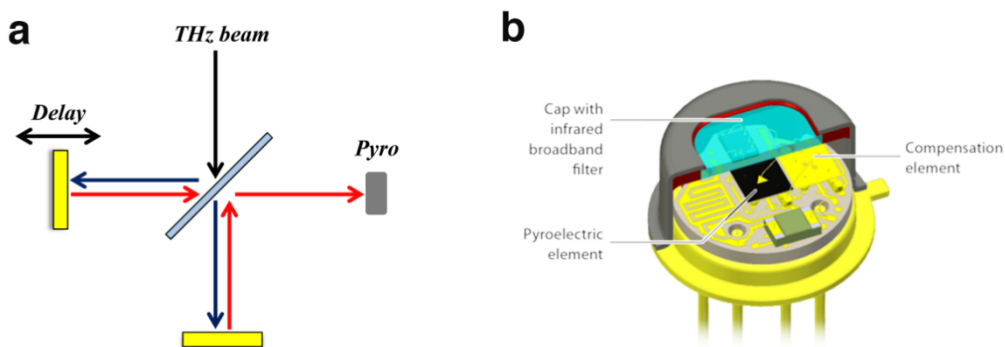 a
THz beam
Delay
Pyro
b
Cap with
infrared
broadband
filter
Compensation
element
Pyroelectric
element